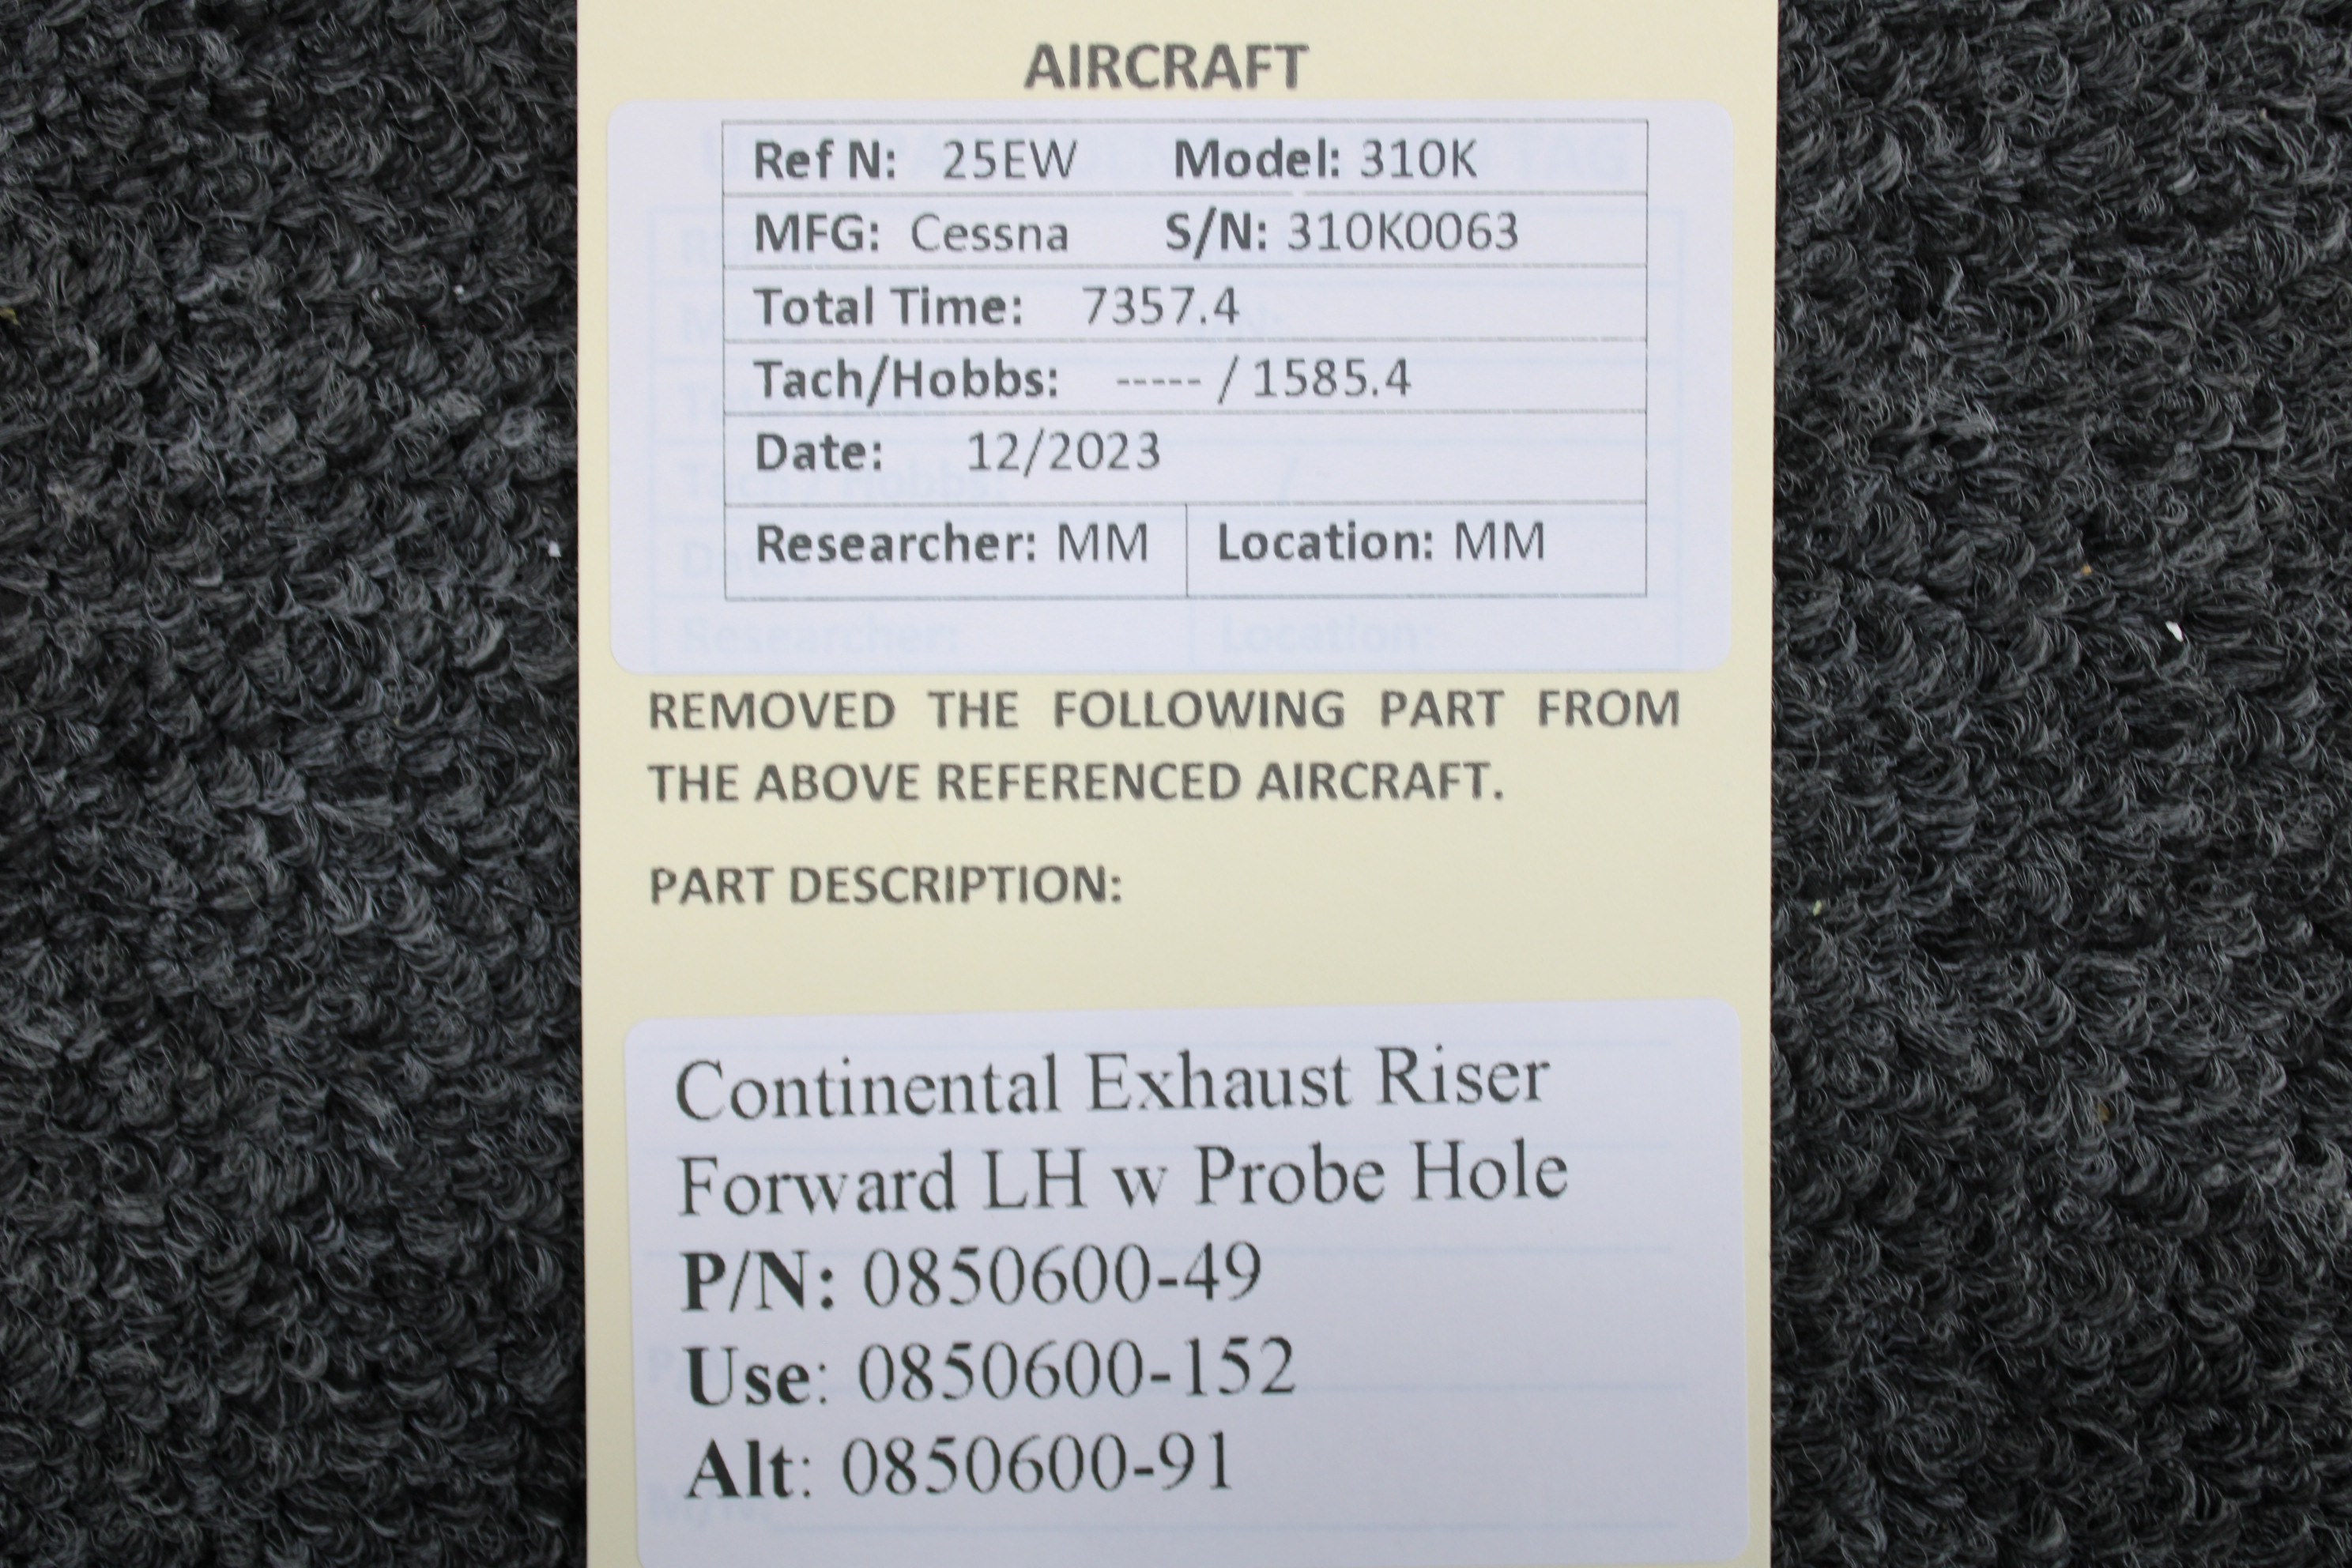 AIRCRAFT
Ref N: 25EW Model: 310K
MFG: Cessna S/N: 310K0063
Total Time: 7357.4
Tach/Hobbs: ----- / 1585.4
Date: 12/2023
Researcher: MM Location: MM
REMOVED THE FOLLOWING PART FROM
THE ABOVE REFERENCED AIRCRAFT.
PART DESCRIPTION:
Continental Exhaust Riser
Forward LH w Probe Hole
P/N: 0850600-49
Use: 0850600-152
Alt: 0850600-91